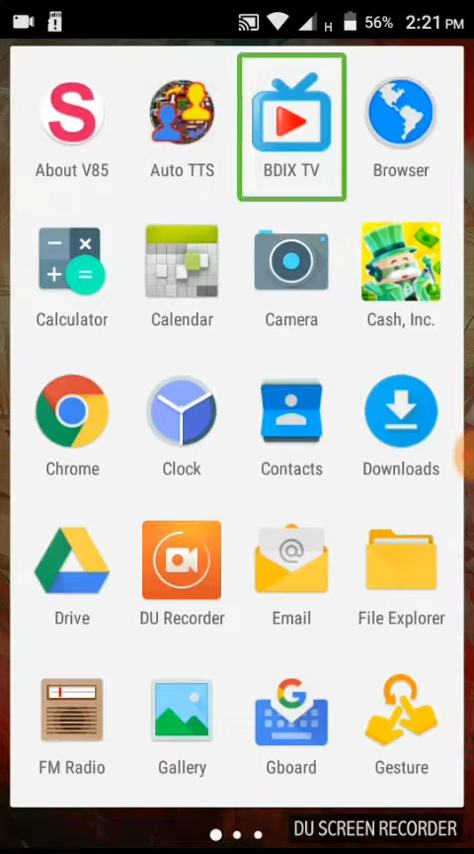 H 56% 2:21 PM
About V85 Auto TTS BDIX TV Browser
Calculator Calendar Camera Cash, Inc.
Chrome Clock Contacts Downloads
Drive DU Recorder Email File Explorer
FM Radio Gallery Gboard Gesture
DU SCREEN RECORDER